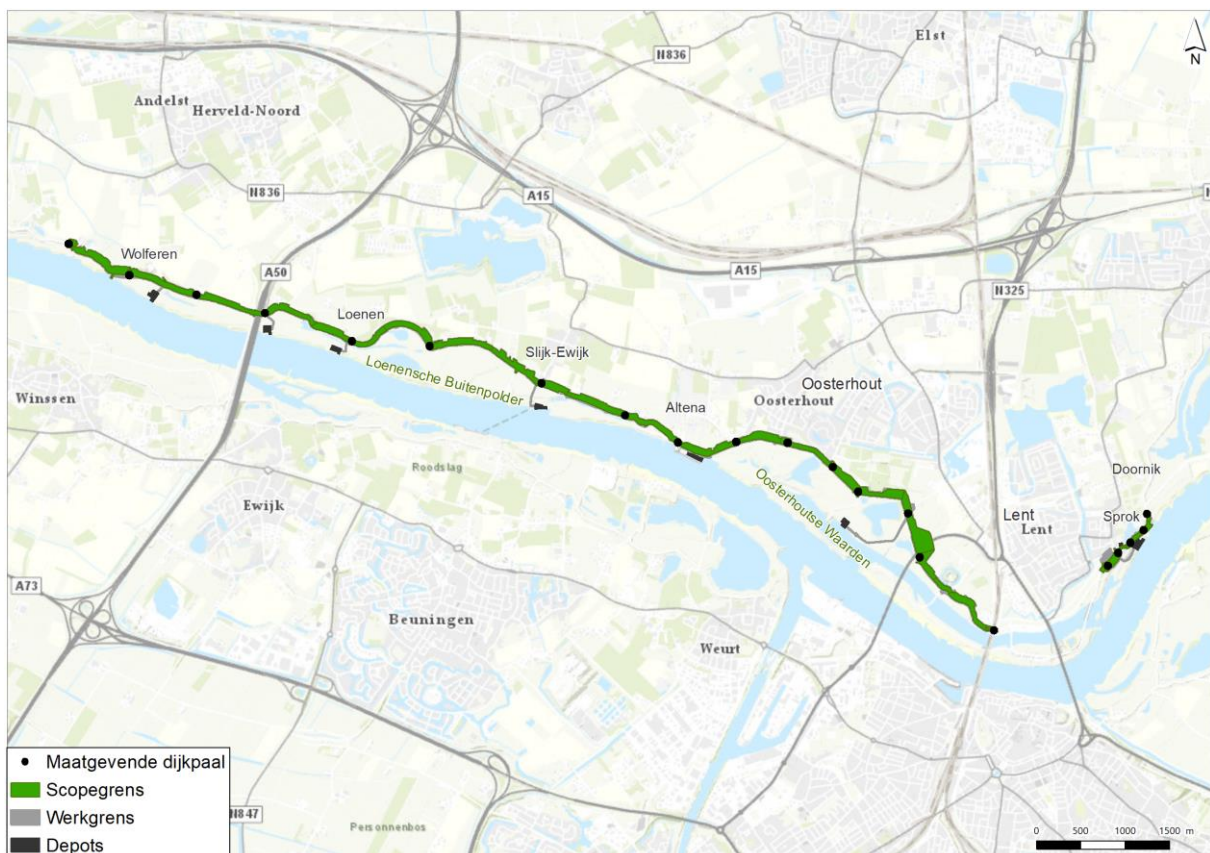 Elst
N836
N
Andelst
Herveld-Noord
N836
A15
Wolferen
A50
A15
N325
Loenen
Slijk-Ewijk
Loenensche Buitenpolder
Oosterhout
Oosterhout
Winssen
Altena
Roodslag
Doornik
Ewijk
Oosterhoutse Waarden
Lent
Lent
Sprok
A73
Beuningen
Weurt
Maatgevende dijkpaal
Scopegrens
Werkgrens
Depots
N847
Personnenbos
0 500 1000 1500 m